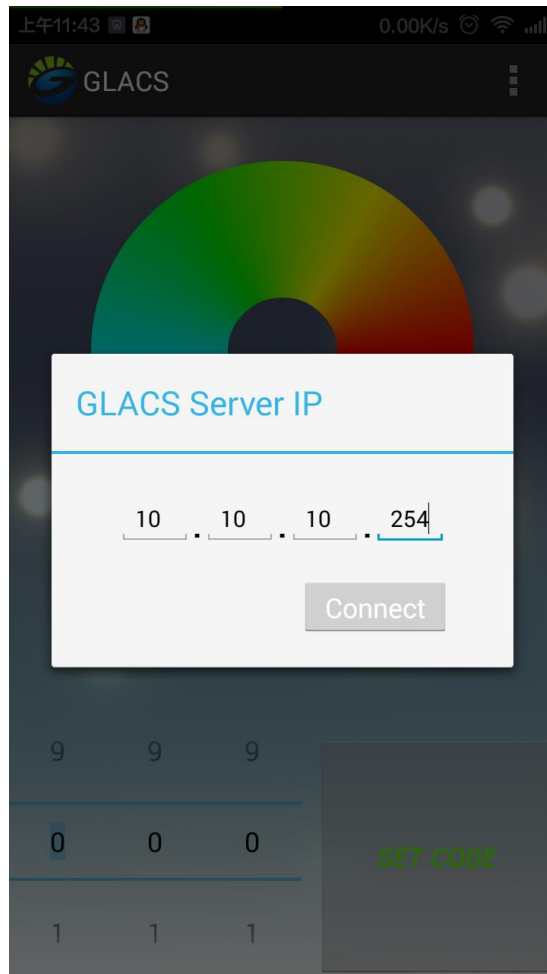 上午11:43 0.00K/s
GLACS
GLACS Server IP
10 . 10 . 10 . 254
Connect
9 9 9
0 0 0
SET CODE
1 1 1